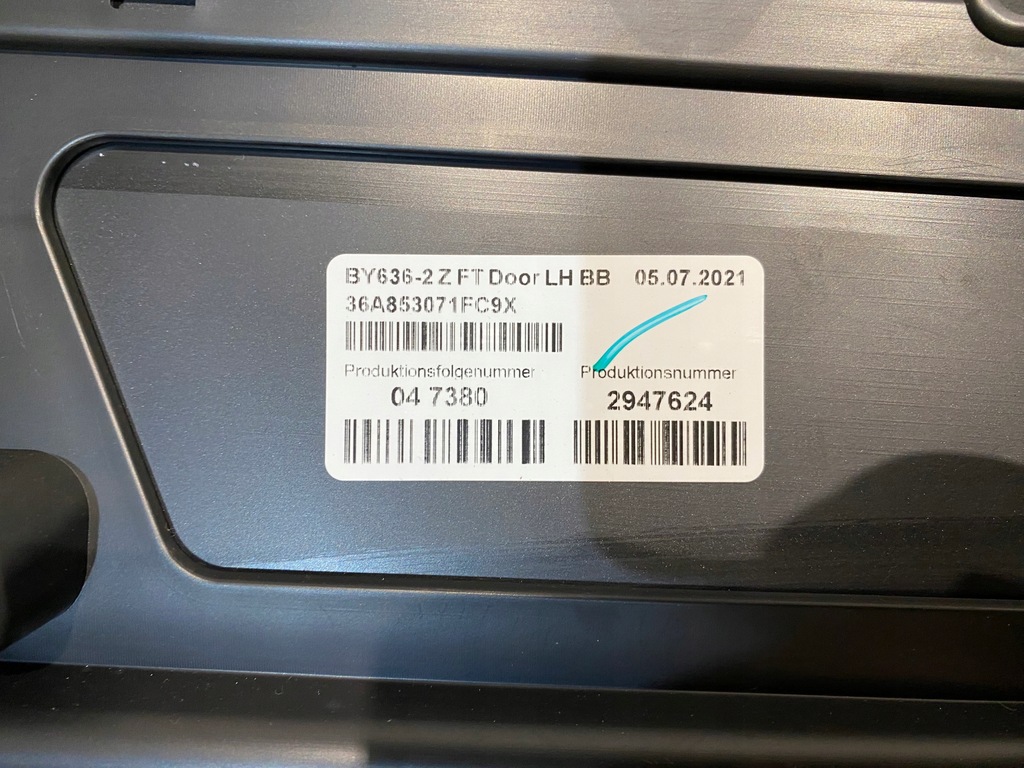 BY636-2 Z FT Door LH BB 05.07.2021
36A853071FC9X
Produktionsfolgenummer Produktionsnummer
04 7380 2947624